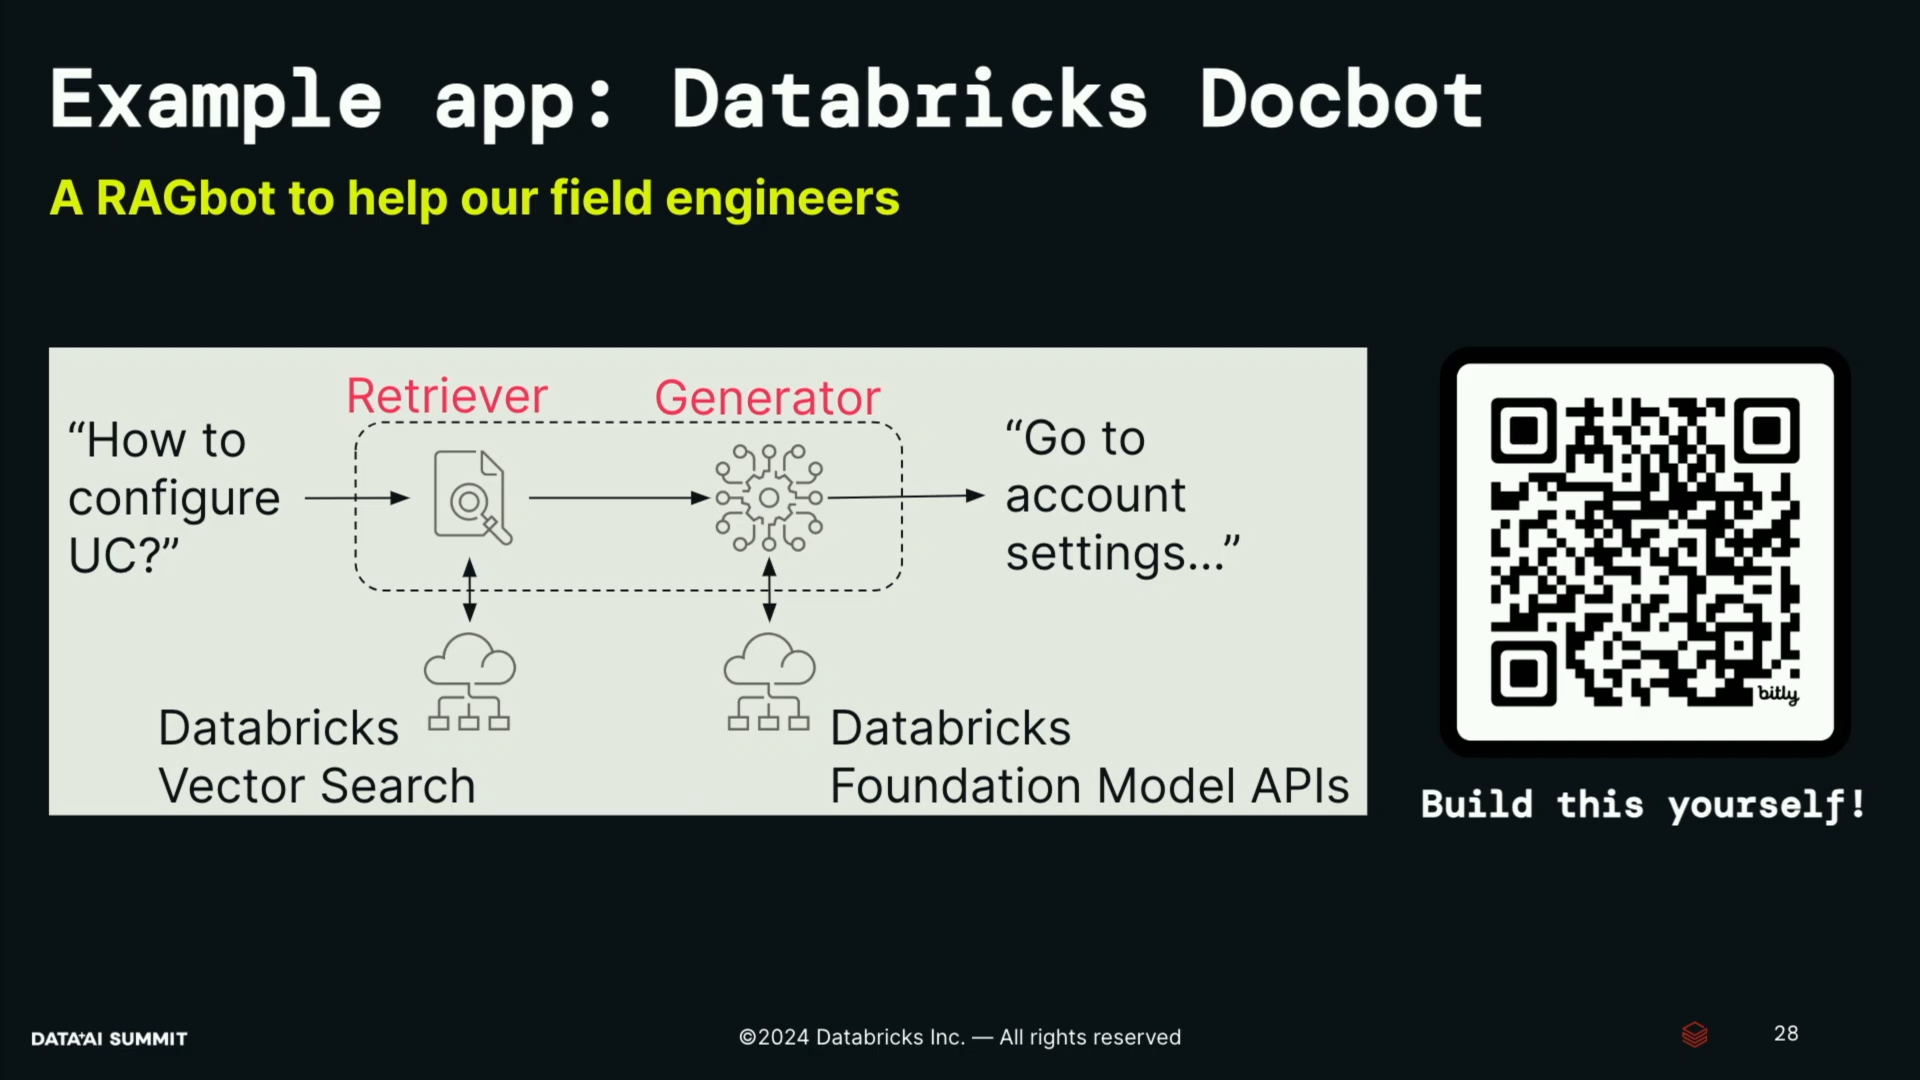 Example app: Databricks Docbot
A RAGbot to help our field engineers
Retriever
Generator
“How to
configure
UC?”
“Go to
account
settings...”
Databricks
Vector Search
Databricks
Foundation Model APIs
bitly
Build this yourself!
DATA+AI SUMMIT
©2024 Databricks Inc. — All rights reserved
28